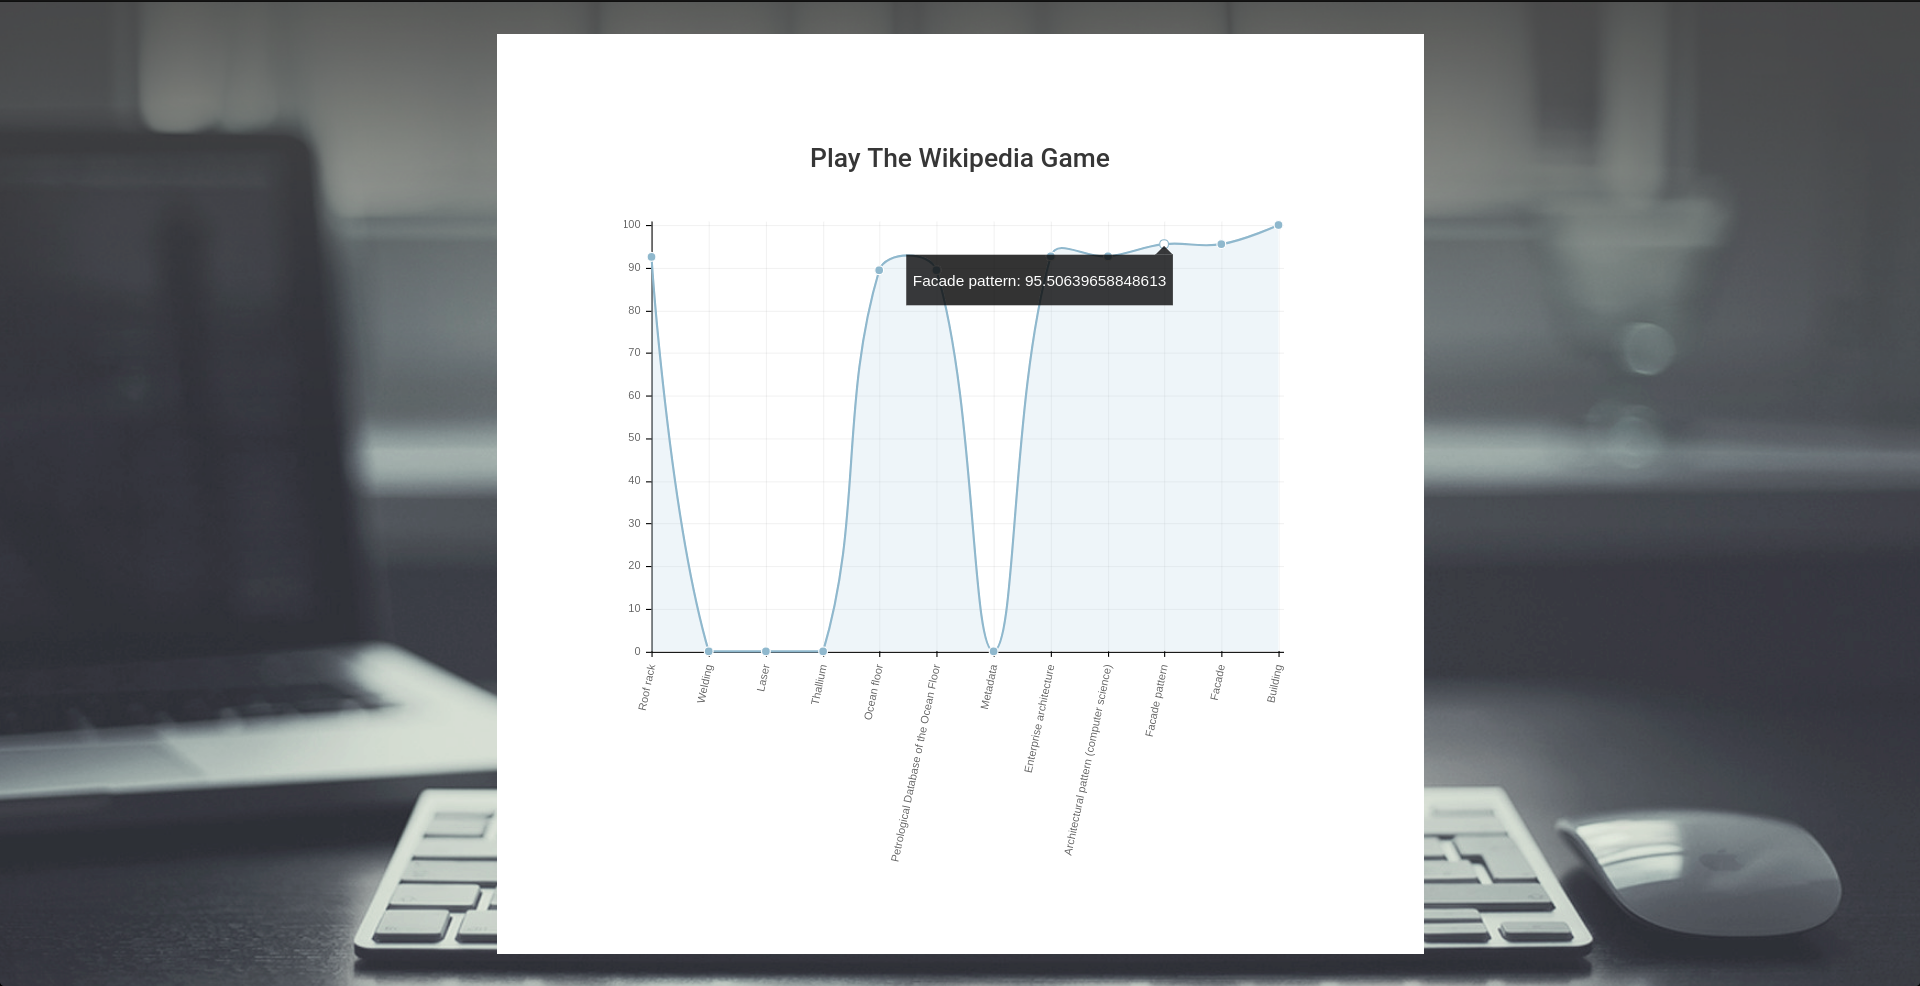 Play The Wikipedia Game
100
90
80
70
60
50
40
30
20
10
0
Facade pattern: 95.50639658848613
Roof rack
Welding
Laser
Thallium
Ocean floor
Petrological Database of the Ocean Floor
Metadata
Enterprise architecture
Architectural pattern (computer science)
Facade pattern
Facade
Building